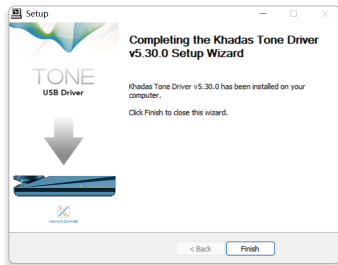 Setup
Completing the Khadas Tone Driver
v5.30.0 Setup Wizard
TONE
USB Driver
Khadas Tone Driver v5.30.0 has been installed on your
computer.
Click Finish to close this wizard.
KHADAS
< Back
Finish